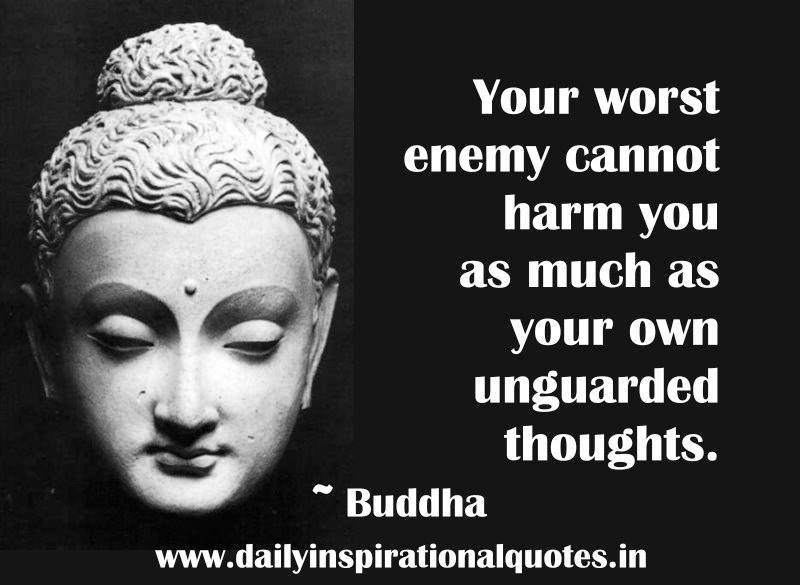 Your worst
enemy cannot
harm you
as much as
your own
unguarded
thoughts.
~ Buddha
www.dailyinspirationalquotes.in